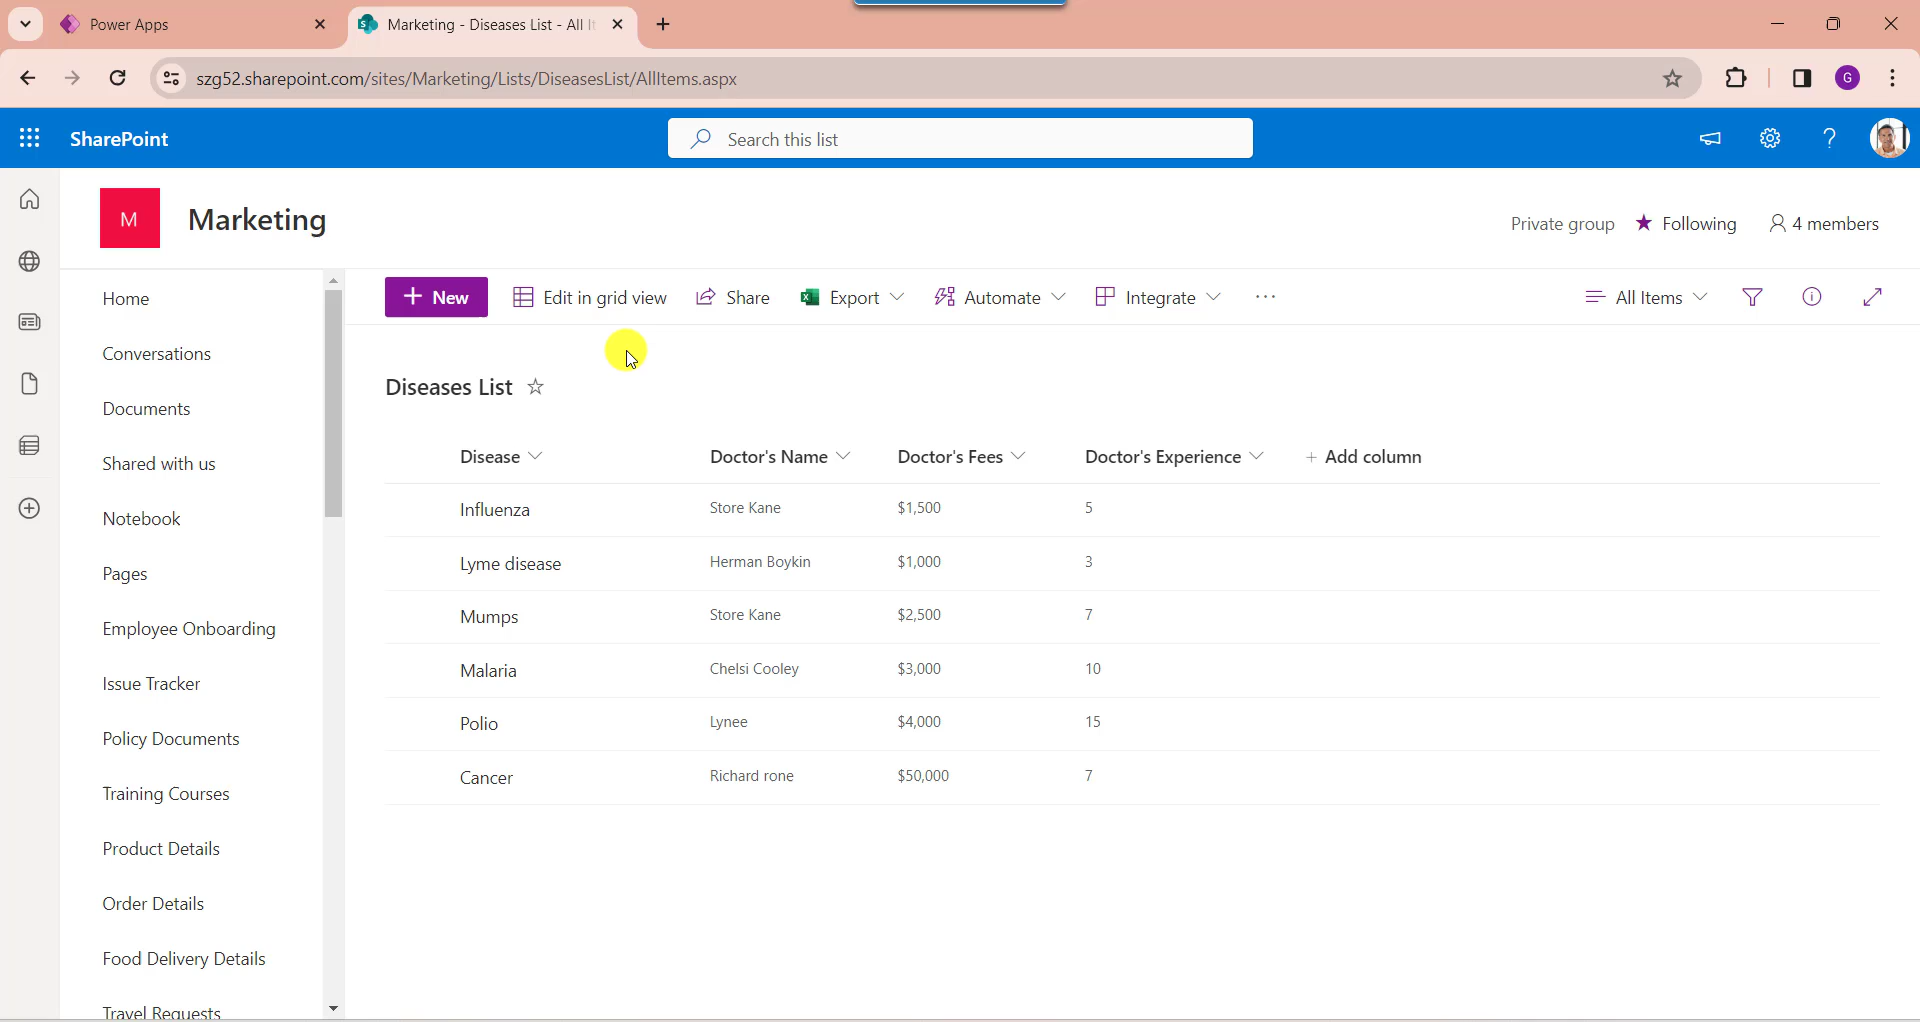 Power Apps
Marketing - Diseases List - All It
szg52.sharepoint.com/sites/Marketing/Lists/DiseasesList/AllItems.aspx
G
SharePoint
Search this list
?
M
Marketing
Private group
Following
4 members
Home
Conversations
Documents
Shared with us
Notebook
Pages
Employee Onboarding
Issue Tracker
Policy Documents
Training Courses
Product Details
Order Details
Food Delivery Details
Travel Requests
+ New
Edit in grid view
Share
Export
Automate
Integrate
...
All Items
Diseases List
Disease Doctor's Name Doctor's Fees Doctor's Experience + Add column
Influenza Store Kane $1,500 5
Lyme disease Herman Boykin $1,000 3
Mumps Store Kane $2,500 7
Malaria Chelsi Cooley $3,000 10
Polio Lynee $4,000 15
Cancer Richard rone $50,000 7